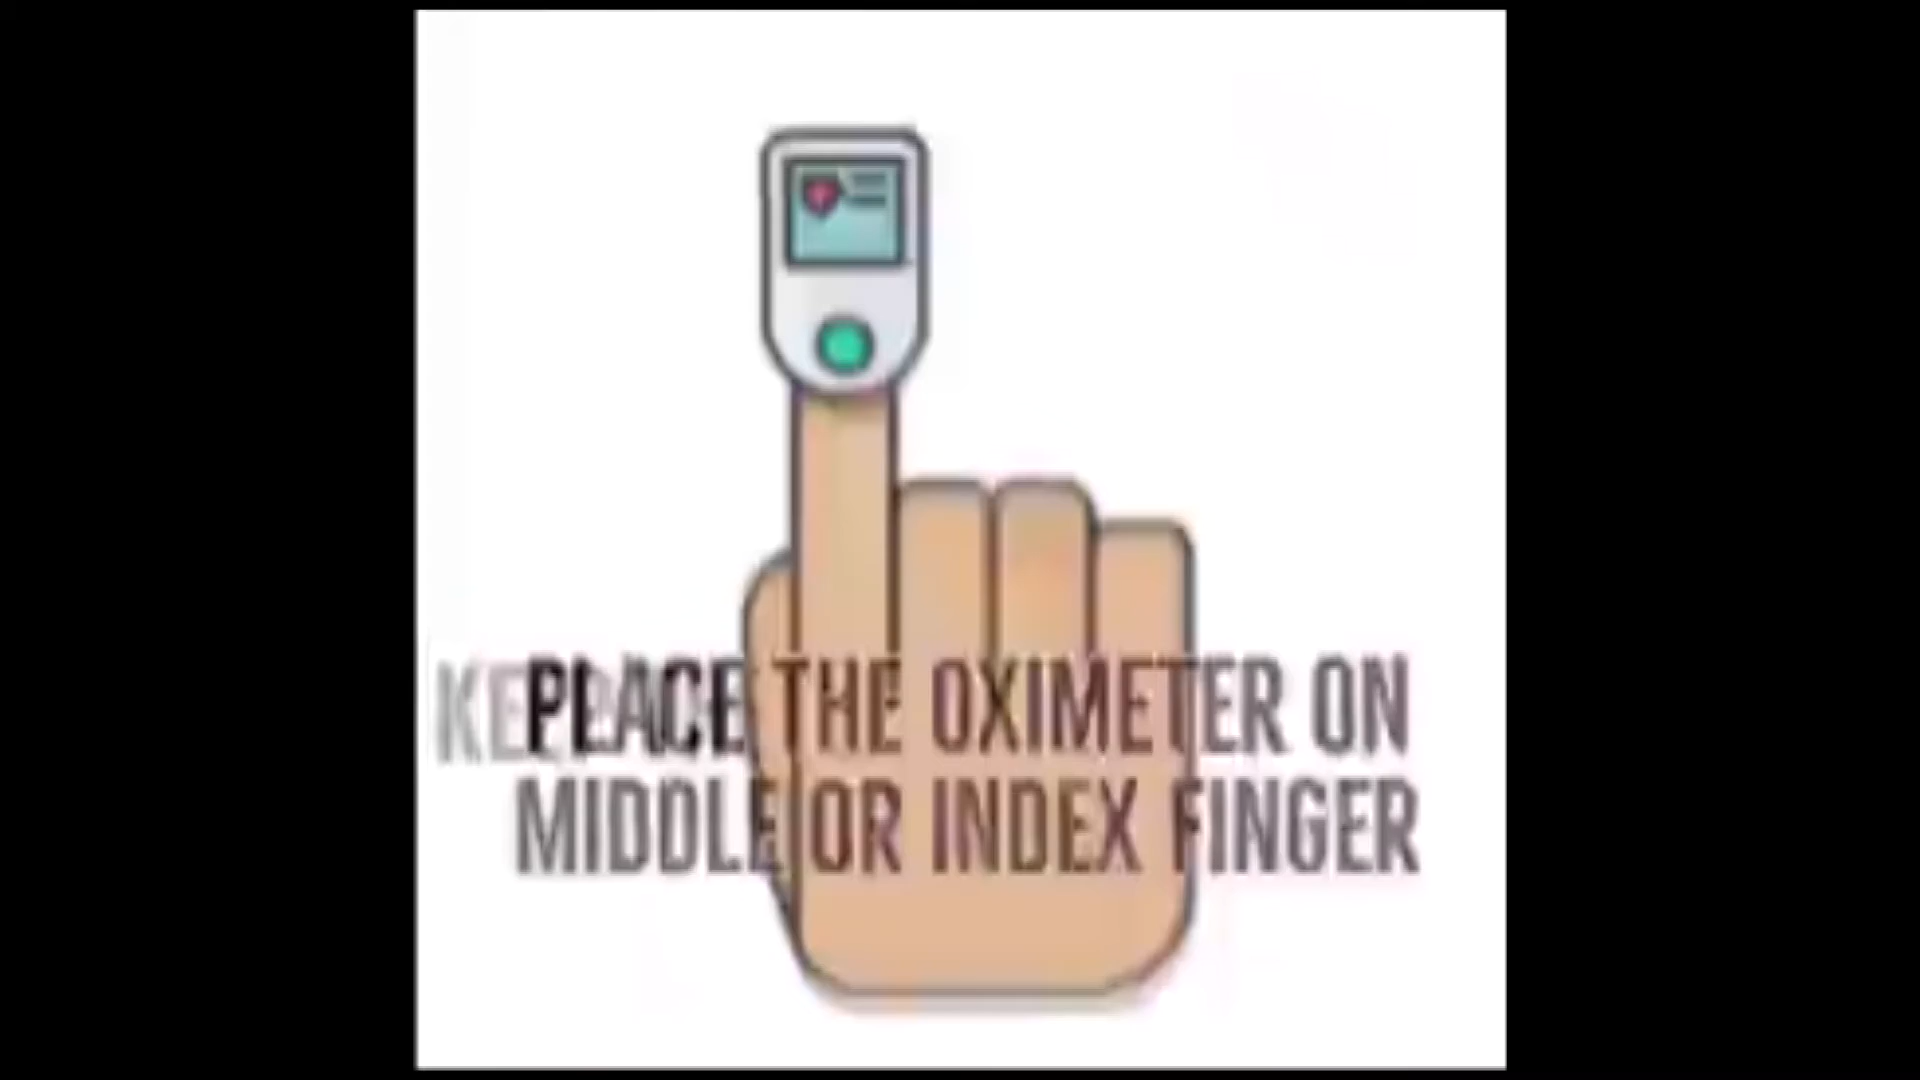 PLACE THE OXIMETER ON
MIDDLE OR INDEX FINGER